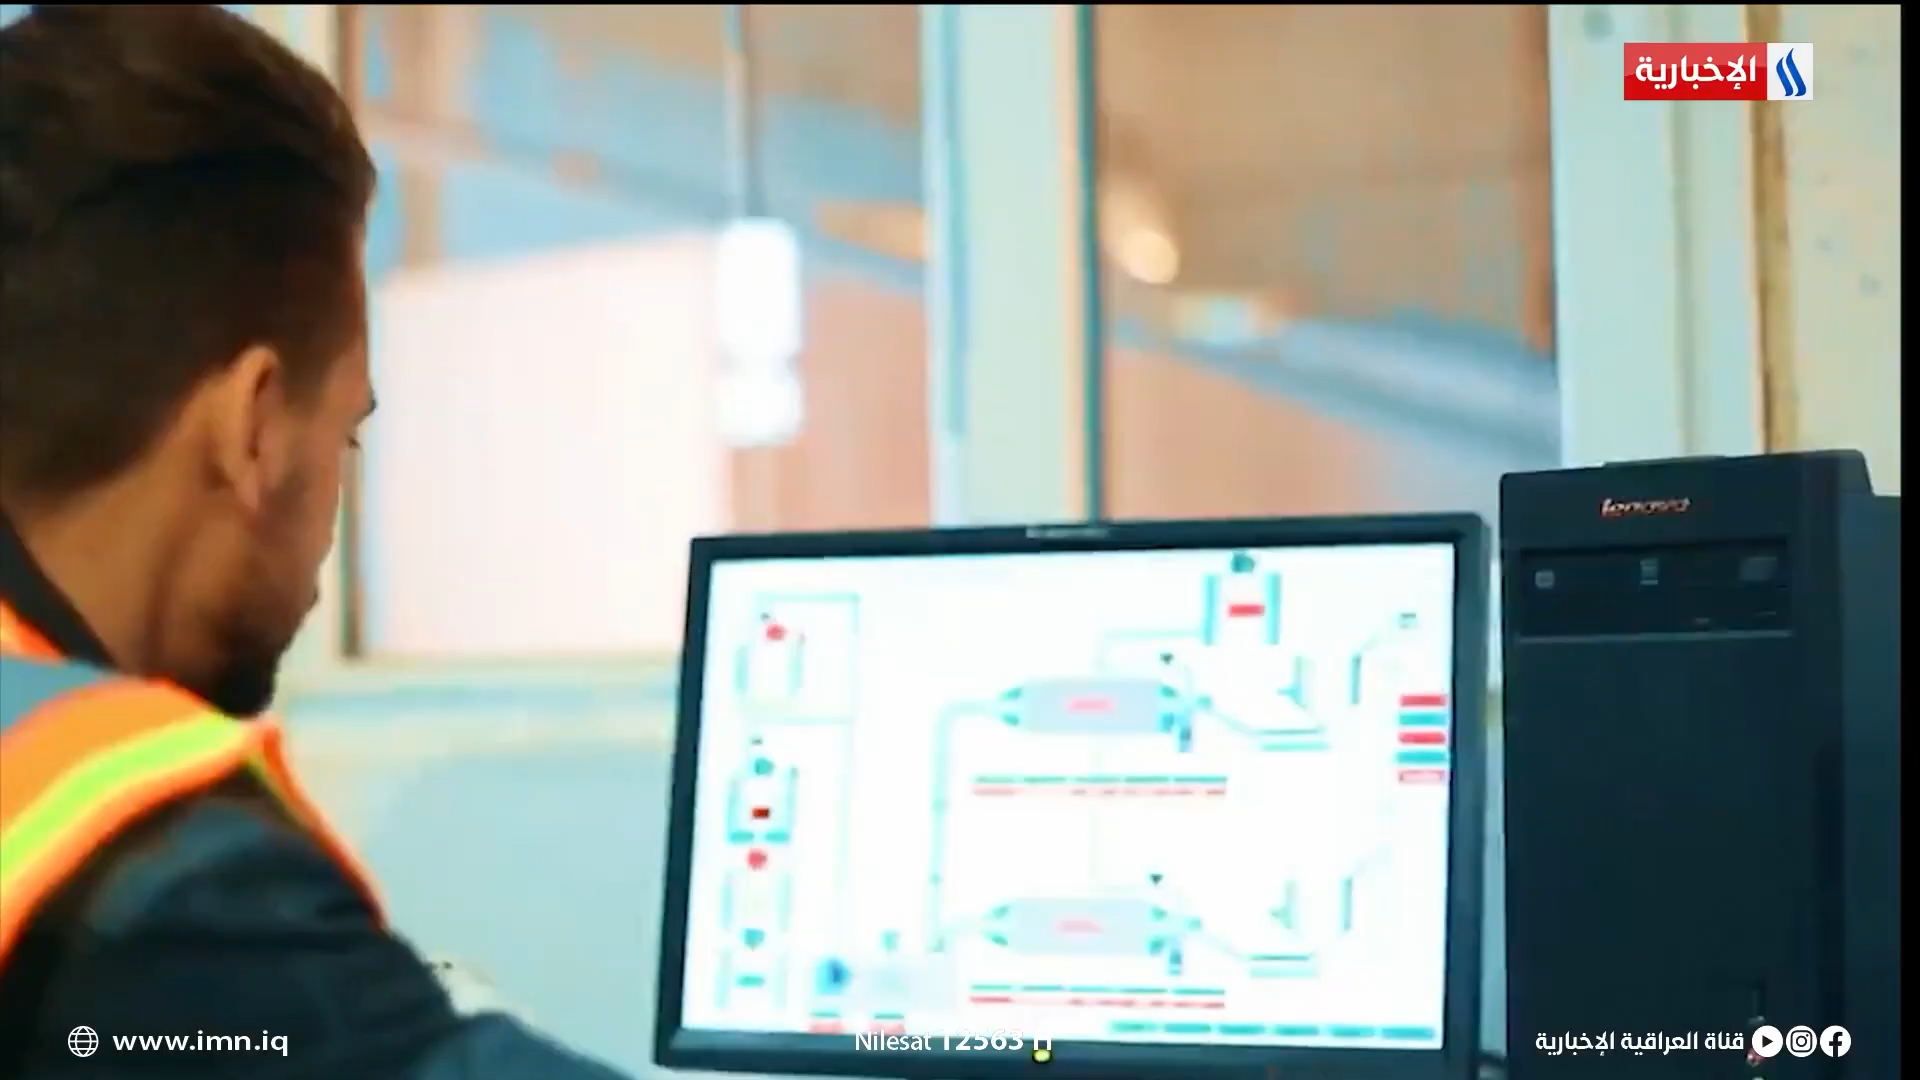 الإخبارية
lenovo
www.imn.iq
Nilesat 12563 H
قناة العراقية الإخبارية